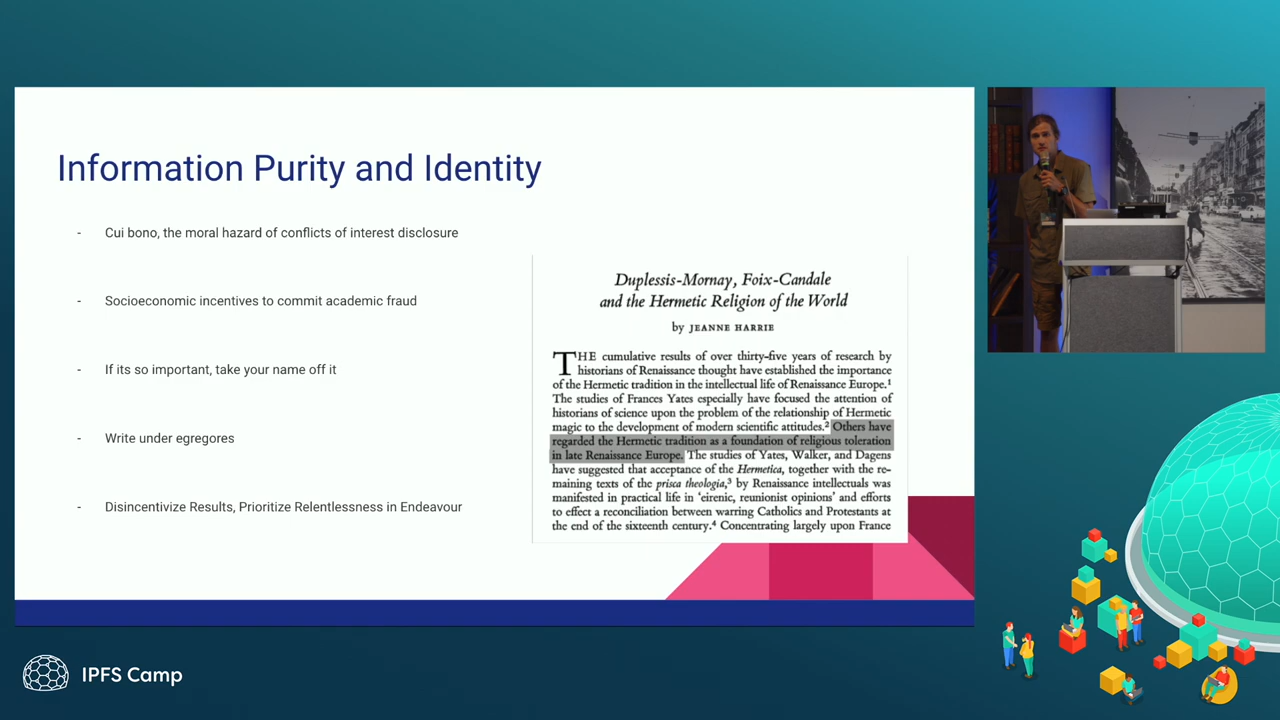 Information Purity and Identity
- Cui bono, the moral hazard of conflicts of interest disclosure
- Socioeconomic incentives to commit academic fraud
- If its so important, take your name off it
- Write under egregores
- Disincentivize Results, Prioritize Relentlessness in Endeavour
Duplessis-Mornay, Foix-Candale
and the Hermetic Religion of the World
by JEANNE HARRIE
THE cumulative results of over thirty-five years of research by
historians of Renaissance thought have established the importance
of the Hermetic tradition in the intellectual life of Renaissance Europe.¹
The studies of Frances Yates especially have focused the attention of
historians of science upon the problem of the relationship of Hermetic
magic to the development of modern scientific attitudes.² Others have
regarded the Hermetic tradition as a foundation of religious toleration
in late Renaissance Europe. The studies of Yates, Walker, and Dagens
have suggested that acceptance of the Hermetica, together with the re-
maining texts of the prisca theologia,³ by Renaissance intellectuals was
manifested in practical life in ‘eirenic, reunionist opinions’ and efforts
to effect a reconciliation between warring Catholics and Protestants at
the end of the sixteenth century.⁴ Concentrating largely upon France
IPFS Camp